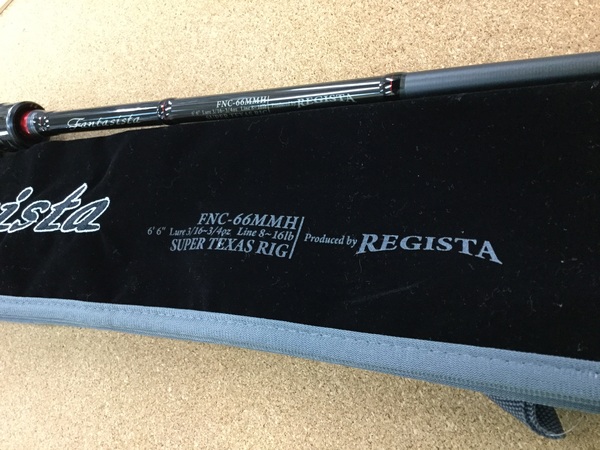 Fantasista
FNC-66MMH
REGISTA
ista
FNC-66MMH
6'6" Lure 3/16~3/4oz Line 8~16lb
SUPER TEXAS RIG
Produced by REGISTA